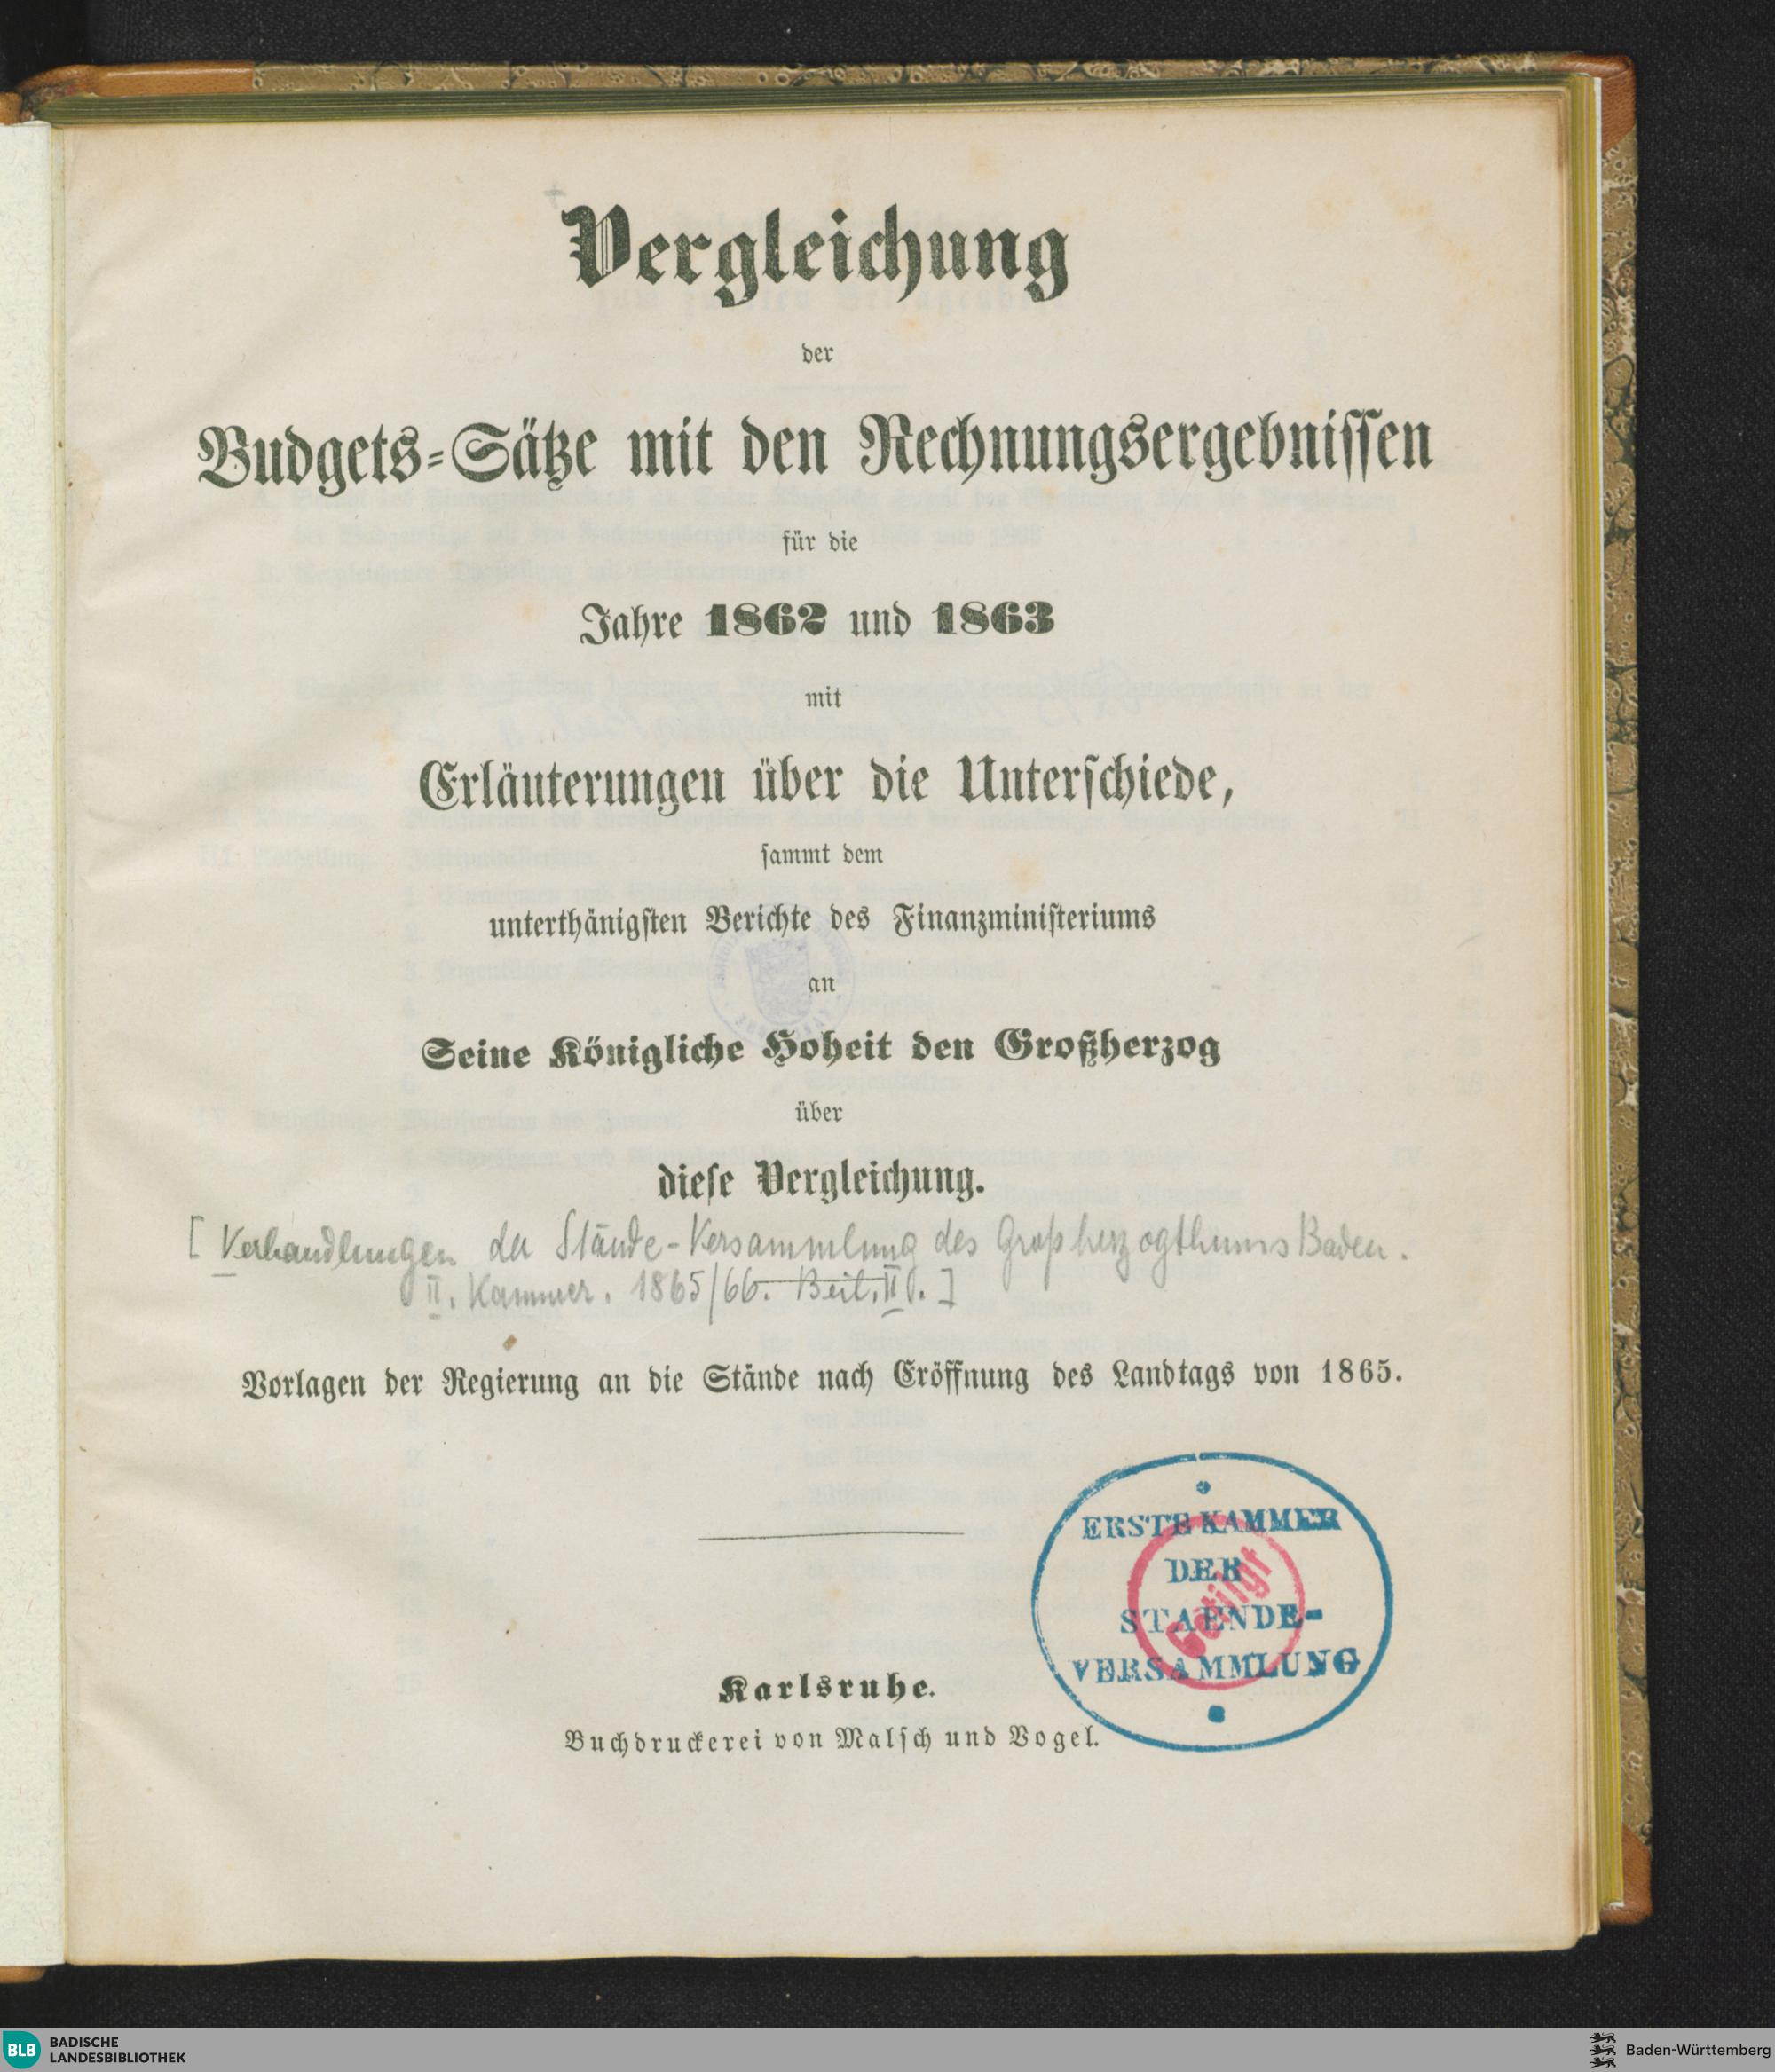 Vergleichung
der
Budgets-Sätze mit den Rechnungsergebnissen
für die
Jahre 1862 und 1863
mit
Erläuterungen über die Unterschiede,
sammt dem
unterthänigsten Berichte des Finanzministeriums
an
Seine Königliche Hoheit den Großherzog
über
diese Vergleichung.
[Verhandlungen der Stände-Versammlung des Großherzogthums Baden.
II. Kammer. 1865/66. Beil. II.]
Vorlagen der Regierung an die Stände nach Eröffnung des Landtags von 1865.
ERSTE KAMMER
DER
STAENDE-
VERSAMMLUNG
Getilgt
Karlsruhe.
Buchdruckerei von Malsch und Vogel.
BLB BADISCHE
LANDESBIBLIOTHEK
Baden-Württemberg